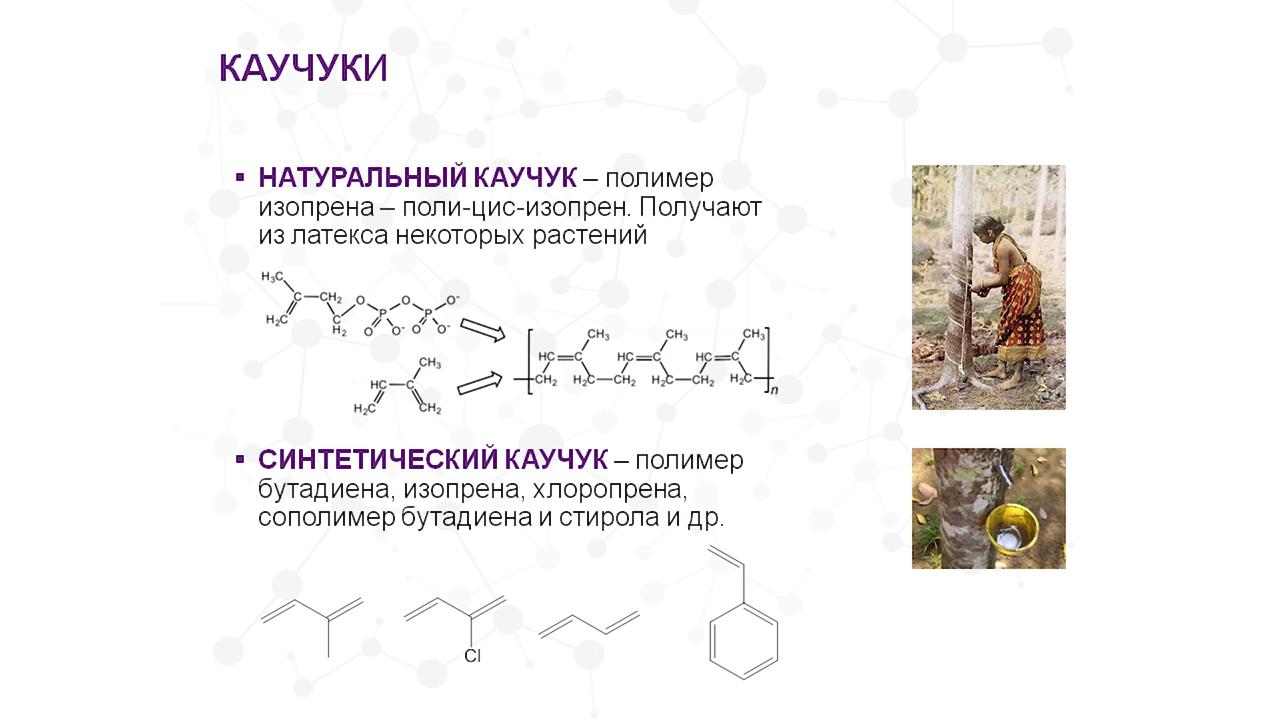 КАУЧУКИ
▪ НАТУРАЛЬНЫЙ КАУЧУК – полимер
изопрена – поли-цис-изопрен. Получают
из латекса некоторых растений
H₃C
C CH₂ O P O P O⁻
H₂C C H₂ O O⁻ O O⁻
CH₃ CH₃ CH₃
HC C HC C HC C
CH₂ H₂C CH₂ H₂C CH₂ H₂C n
CH₃
HC C
H₂C CH₂
▪ СИНТЕТИЧЕСКИЙ КАУЧУК – полимер
бутадиена, изопрена, хлоропрена,
сополимер бутадиена и стирола и др.
Cl